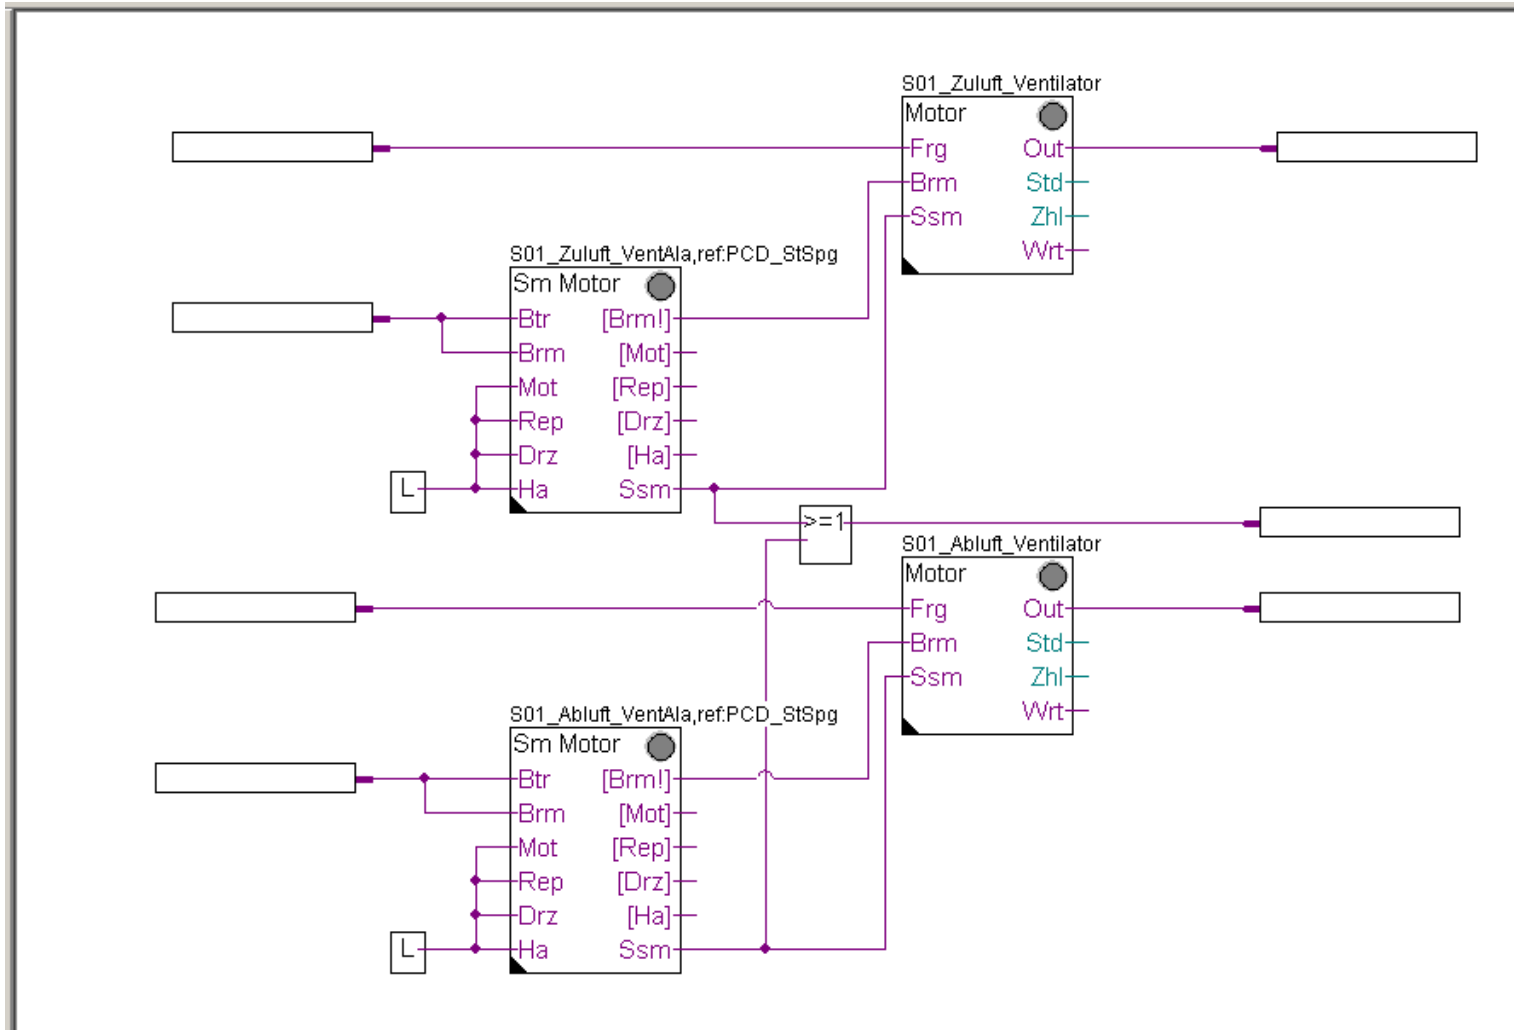 S01_Zuluft_Ventilator
Motor
Frg Out
Brm Std
Ssm Zhl
Wrt
S01_Zuluft_VentAla,ref:PCD_StSpg
Sm Motor
Btr [Brm!]
Brm [Mot]
Mot [Rep]
Rep [Drz]
Drz [Ha]
L Ha Ssm
>=1
S01_Abluft_Ventilator
Motor
Frg Out
Brm Std
Ssm Zhl
Wrt
S01_Abluft_VentAla,ref:PCD_StSpg
Sm Motor
Btr [Brm!]
Brm [Mot]
Mot [Rep]
Rep [Drz]
Drz [Ha]
L Ha Ssm